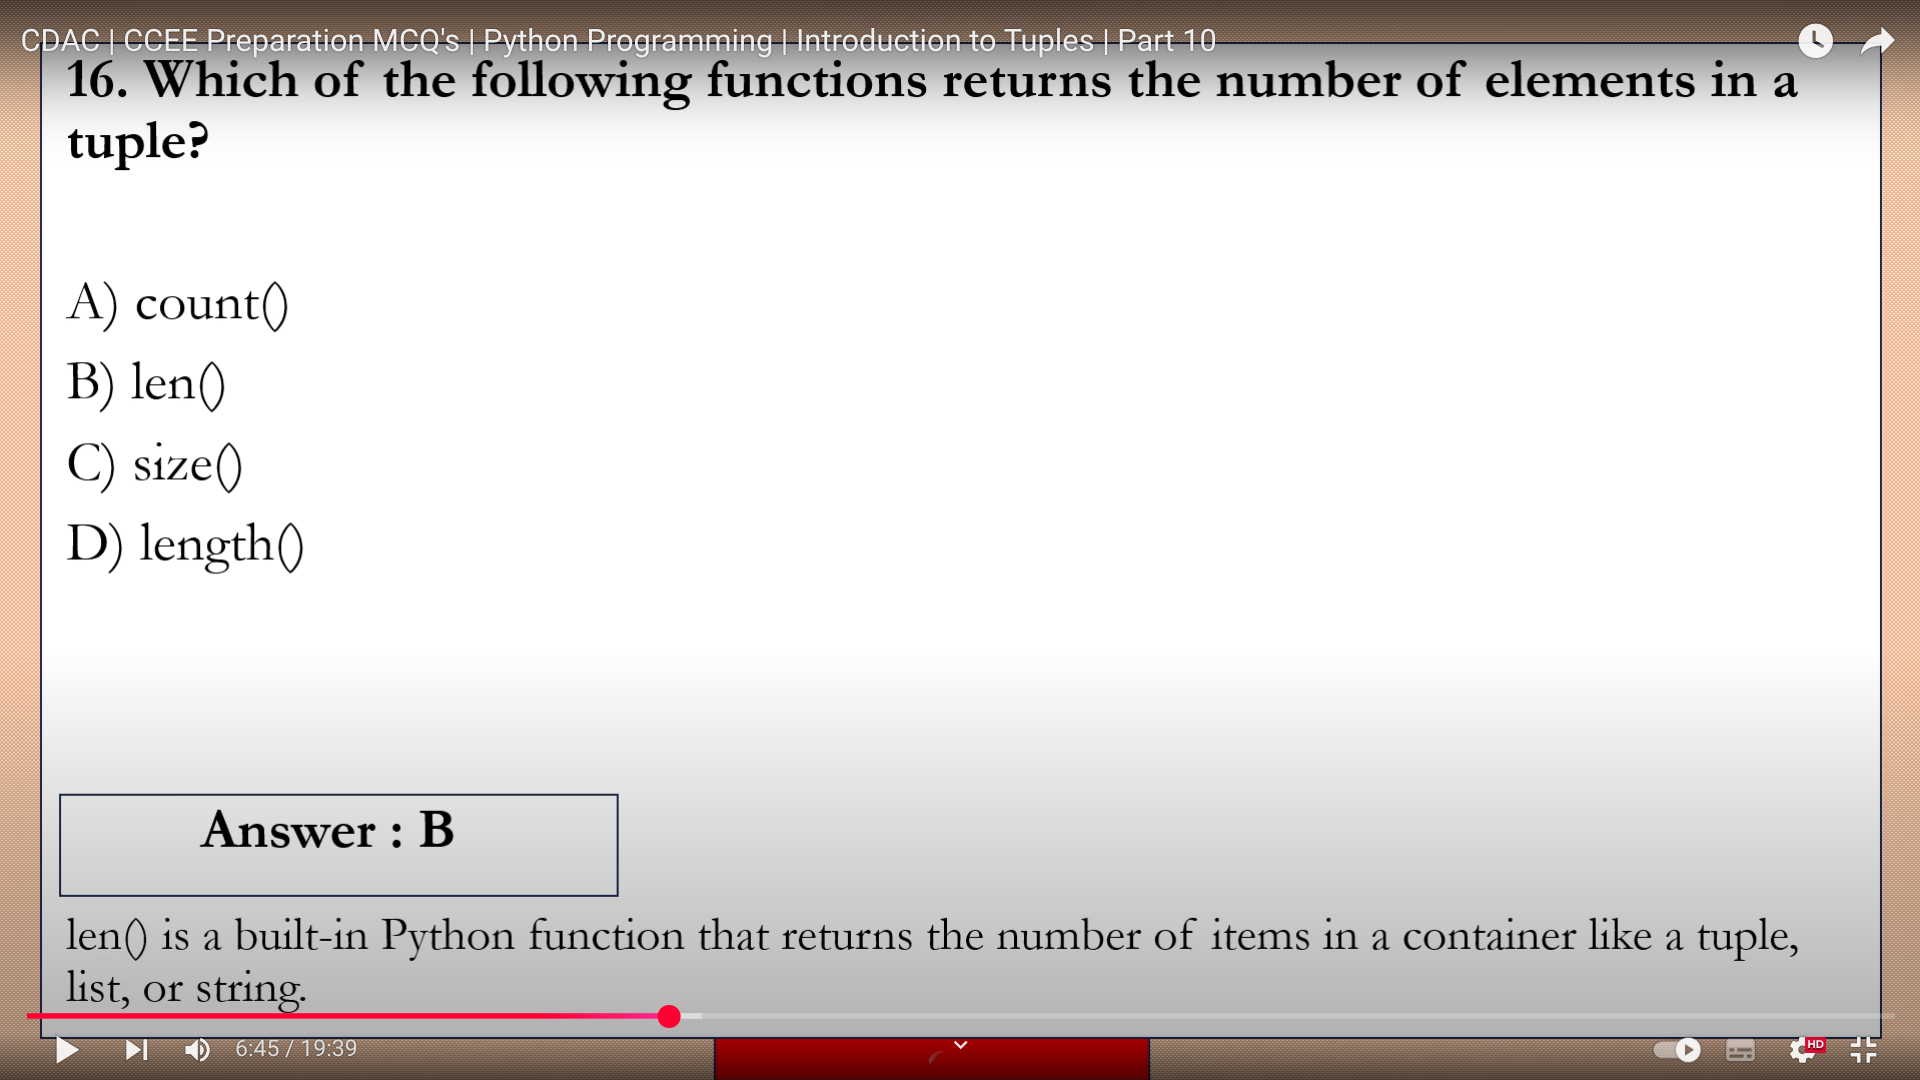 CDAC | CCEE Preparation MCQ's | Python Programming | Introduction to Tuples | Part 10
16. Which of the following functions returns the number of elements in a
tuple?
A) count()
B) len()
C) size()
D) length()
Answer : B
len() is a built-in Python function that returns the number of items in a container like a tuple,
list, or string.
6:45 / 19:39
HD